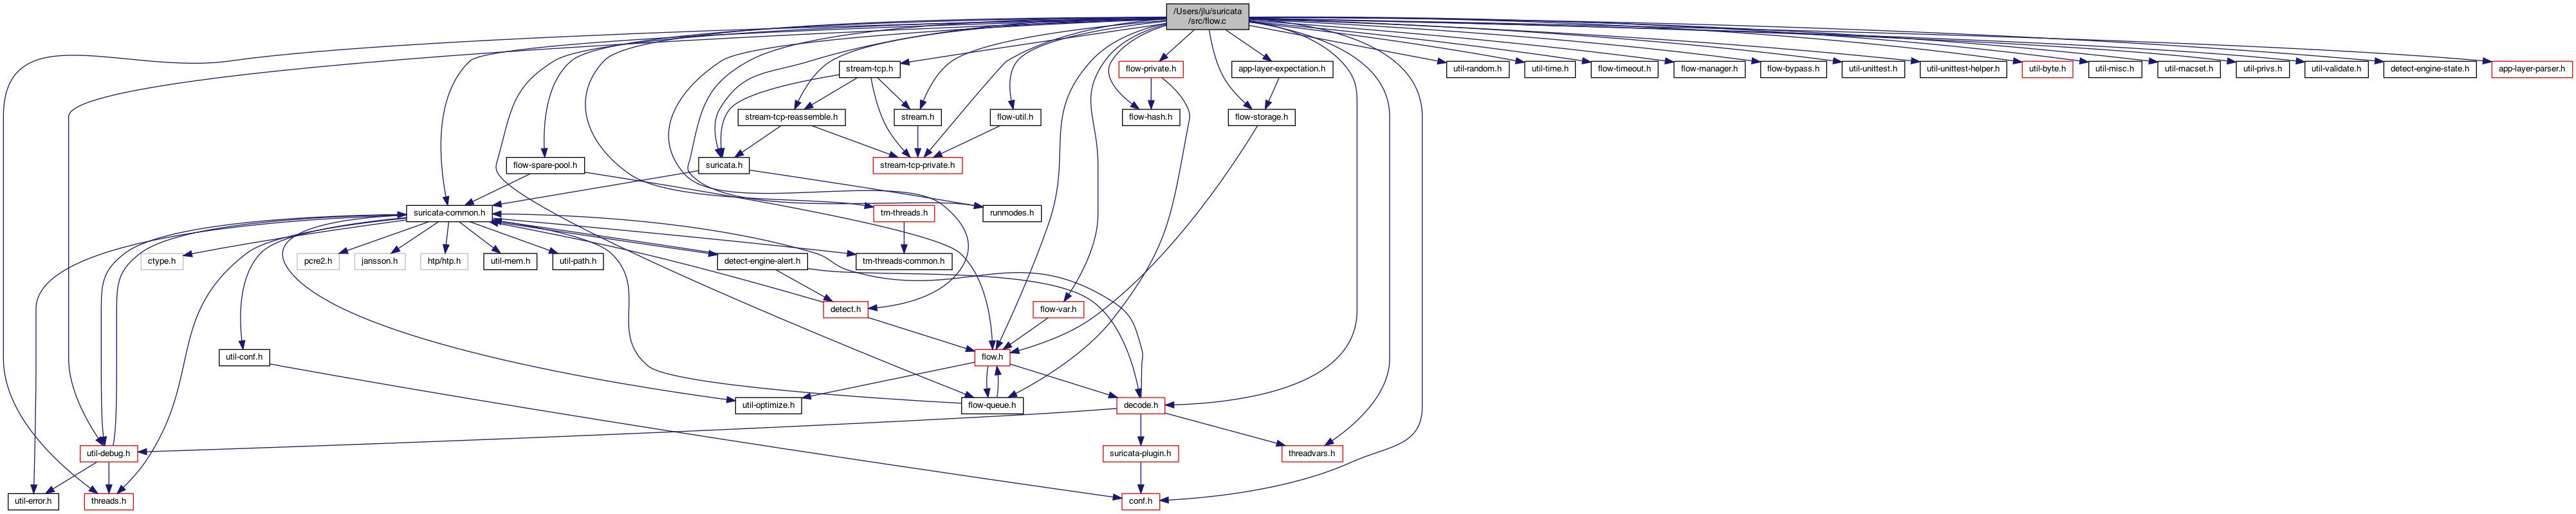 /Users/jlu/suricata
/src/flow.c
stream-tcp.h
flow-private.h
app-layer-expectation.h
util-random.h
util-time.h
flow-timeout.h
flow-manager.h
flow-bypass.h
util-unittest.h
util-unittest-helper.h
util-byte.h
util-misc.h
util-macset.h
util-privs.h
util-validate.h
detect-engine-state.h
app-layer-parser.h
stream-tcp-reassemble.h
stream.h
flow-util.h
flow-hash.h
flow-storage.h
flow-spare-pool.h
suricata.h
stream-tcp-private.h
suricata-common.h
tm-threads.h
runmodes.h
ctype.h
pcre2.h
jansson.h
htp/htp.h
util-mem.h
util-path.h
detect-engine-alert.h
tm-threads-common.h
detect.h
flow-var.h
util-conf.h
flow.h
util-optimize.h
flow-queue.h
decode.h
util-debug.h
suricata-plugin.h
threadvars.h
util-error.h
threads.h
conf.h